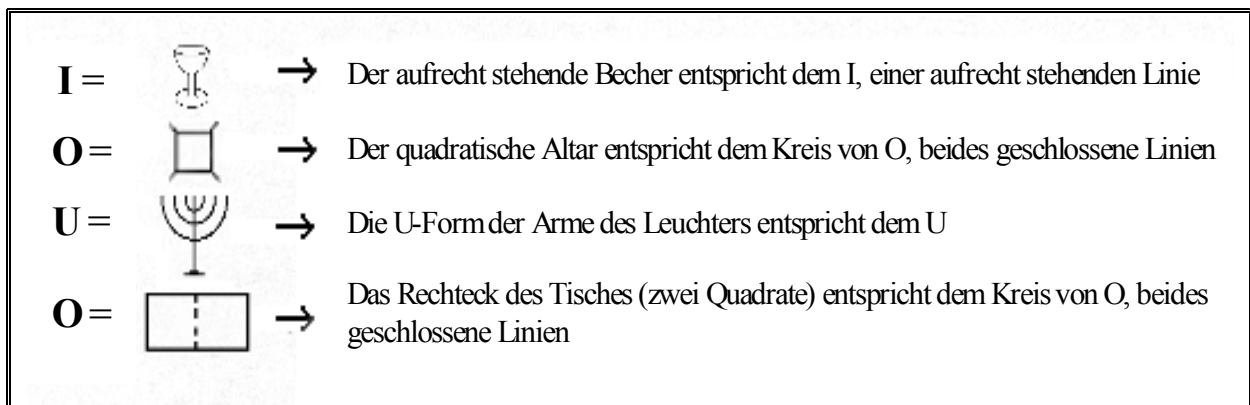 I = → Der aufrecht stehende Becher entspricht dem I, einer aufrecht stehenden Linie
O = → Der quadratische Altar entspricht dem Kreis von O, beides geschlossene Linien
U = → Die U-Form der Arme des Leuchters entspricht dem U
O = → Das Rechteck des Tisches (zwei Quadrate) entspricht dem Kreis von O, beides
geschlossene Linien